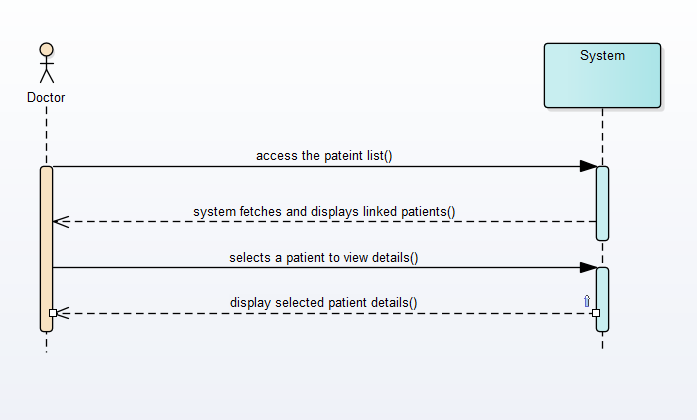 System
Doctor
access the pateint list()
system fetches and displays linked patients()
selects a patient to view details()
display selected patient details()